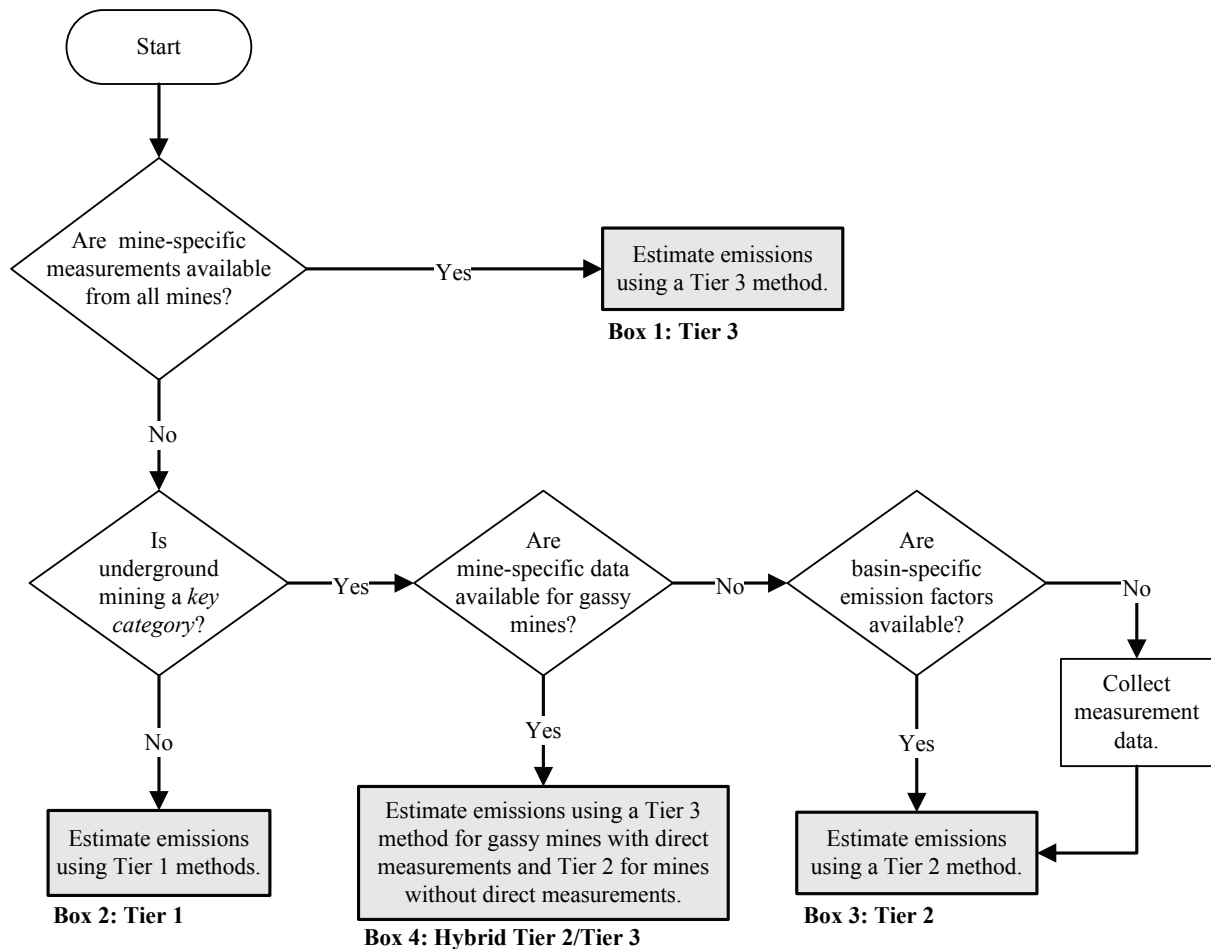 Start
Are mine-specific
measurements available
from all mines?
Yes
Estimate emissions
using a Tier 3 method.
Box 1: Tier 3
No
Is
underground
mining a key
category?
Yes
Are
mine-specific data
available for gassy
mines?
No
Are
basin-specific
emission factors
available?
No
Collect
measurement
data.
No
Yes
Yes
Estimate emissions
using Tier 1 methods.
Box 2: Tier 1
Estimate emissions using a Tier 3
method for gassy mines with direct
measurements and Tier 2 for mines
without direct measurements.
Box 4: Hybrid Tier 2/Tier 3
Estimate emissions
using a Tier 2 method.
Box 3: Tier 2